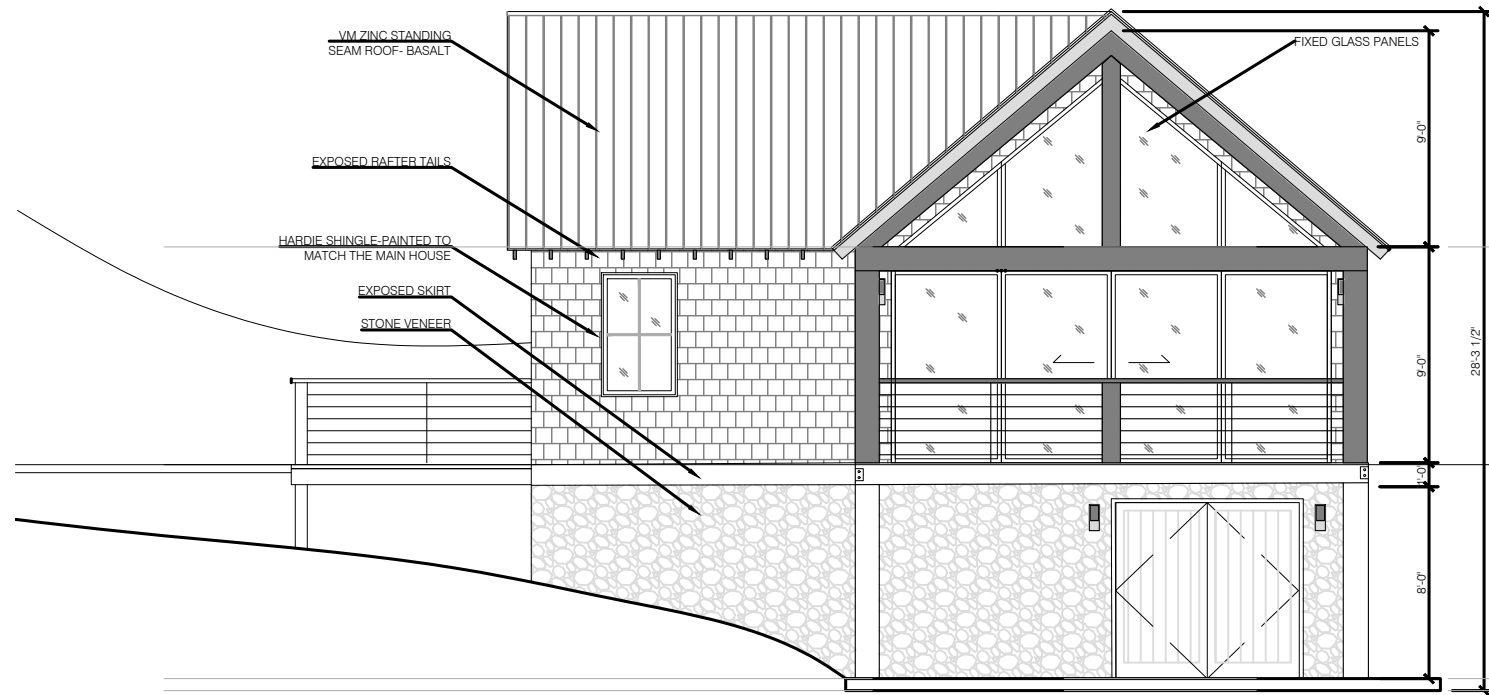 VM ZINC STANDING
SEAM ROOF- BASALT
FIXED GLASS PANELS
EXPOSED RAFTER TAILS
HARDIE SHINGLE-PAINTED TO
MATCH THE MAIN HOUSE
EXPOSED SKIRT
STONE VENEER
9'-0"
9'-0"
1'-0"
8'-0"
28'-3 1/2"